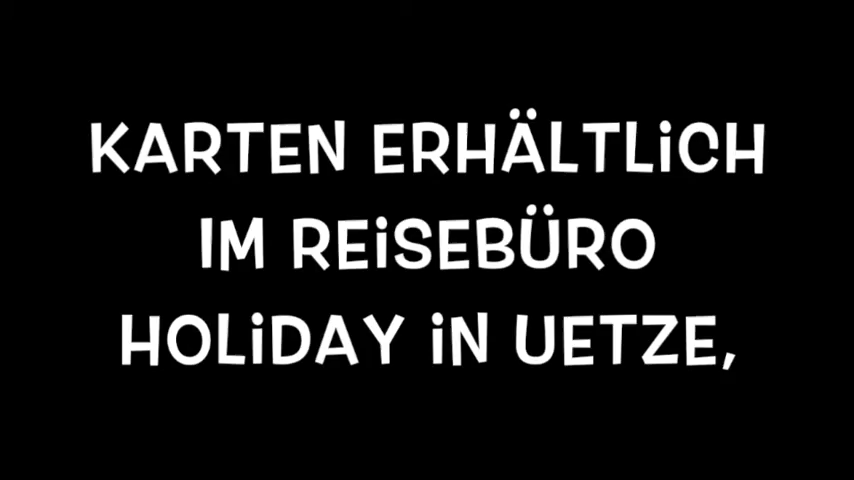 KARTEN ERHÄLTLiCH
IM REiSEBÜRO
HOLiDAY iN UETZE,